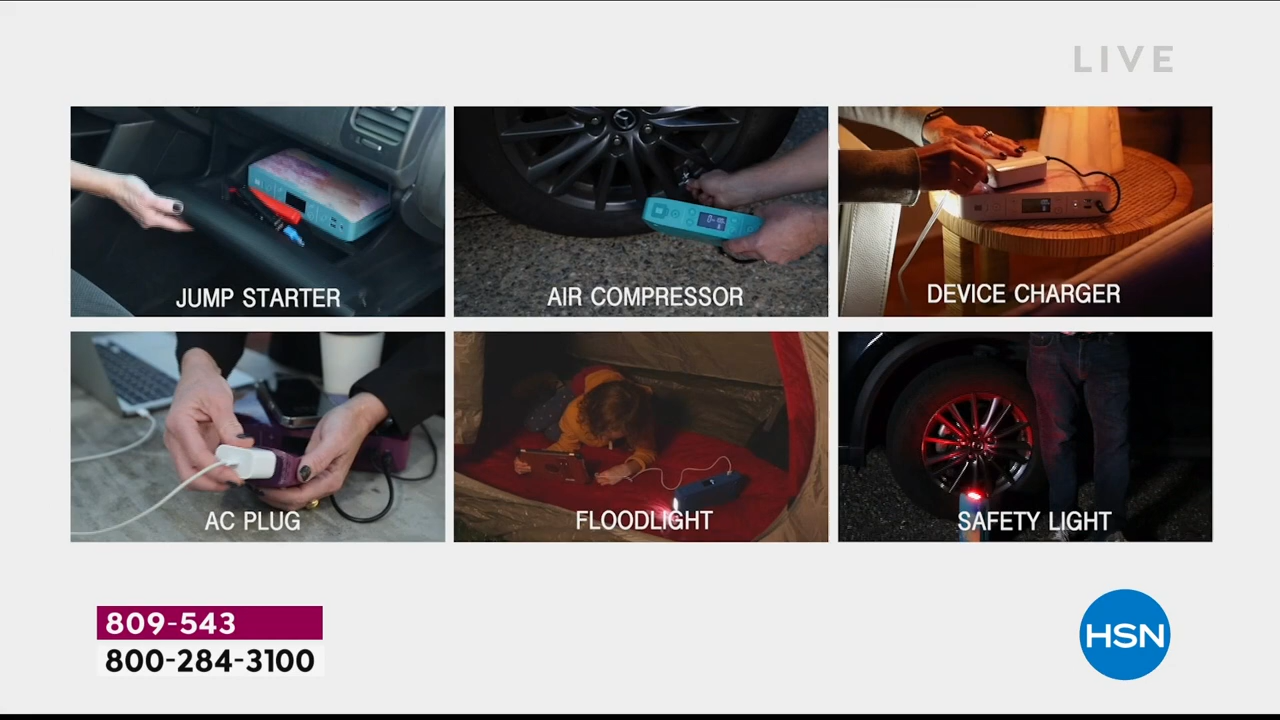 LIVE
JUMP STARTER
AIR COMPRESSOR
DEVICE CHARGER
AC PLUG
FLOODLIGHT
SAFETY LIGHT
809-543
800-284-3100
HSN